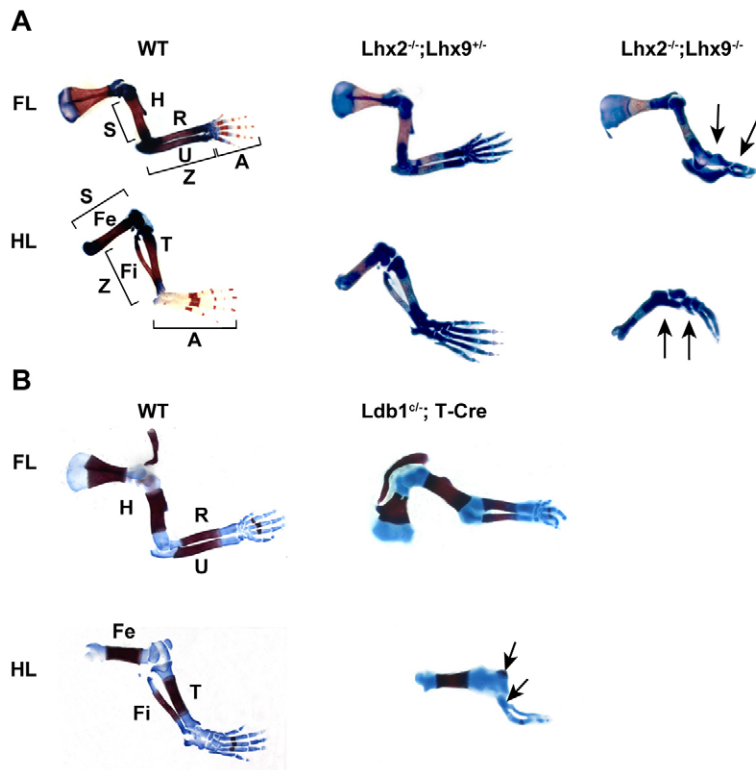 A
WT Lhx2-/-;Lhx9+/- Lhx2-/-;Lhx9-/-
FL
H
S
R
U
Z
A
S
Fe
HL
T
Fi
Z
A
B
WT Ldb1c/-; T-Cre
FL
H
R
U
Fe
HL
T
Fi